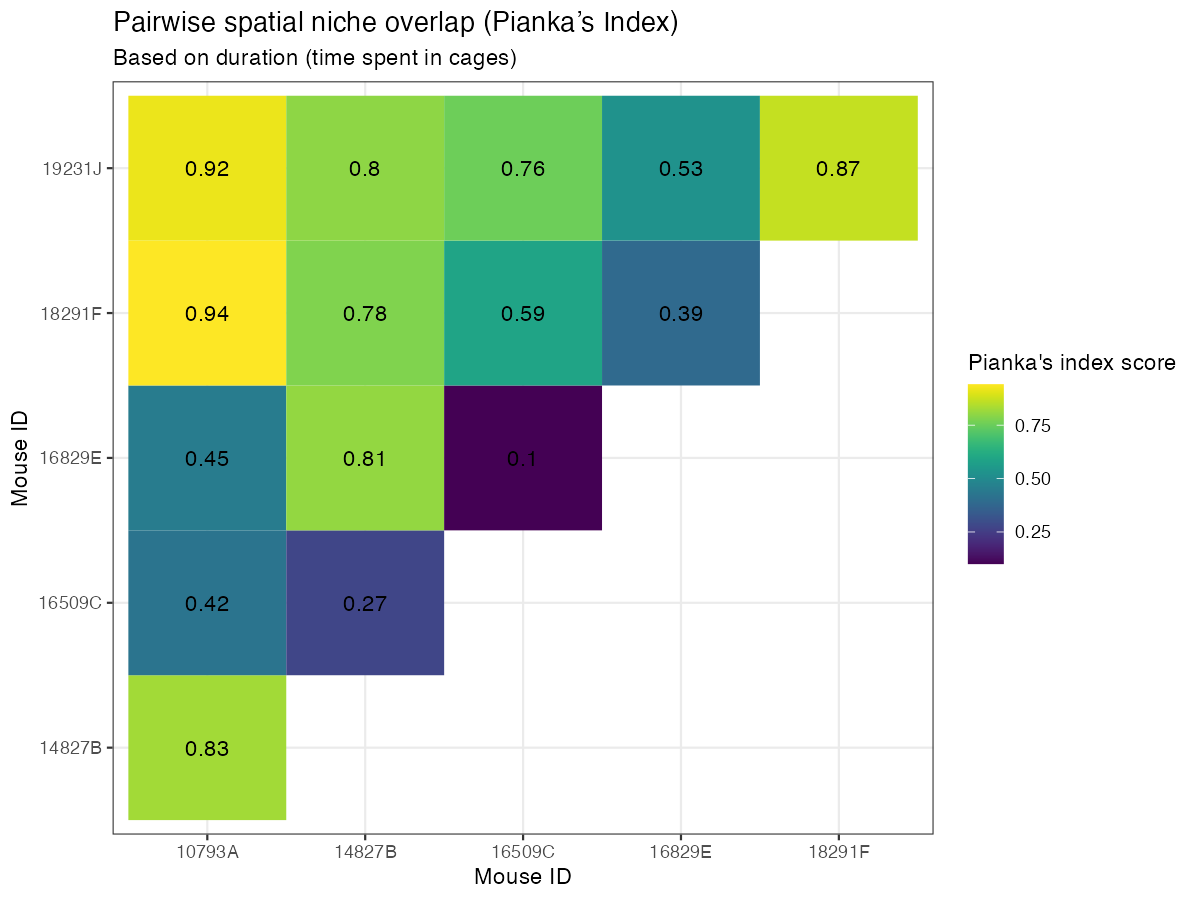 Pairwise spatial niche overlap (Pianka’s Index)
Based on duration (time spent in cages)
19231J
0.92 0.8 0.76 0.53 0.87
18291F
0.94 0.78 0.59 0.39
16829E
0.45 0.81 0.1
16509C
0.42 0.27
14827B
0.83
Mouse ID
10793A 14827B 16509C 16829E 18291F
Mouse ID
Pianka's index score
0.75
0.50
0.25